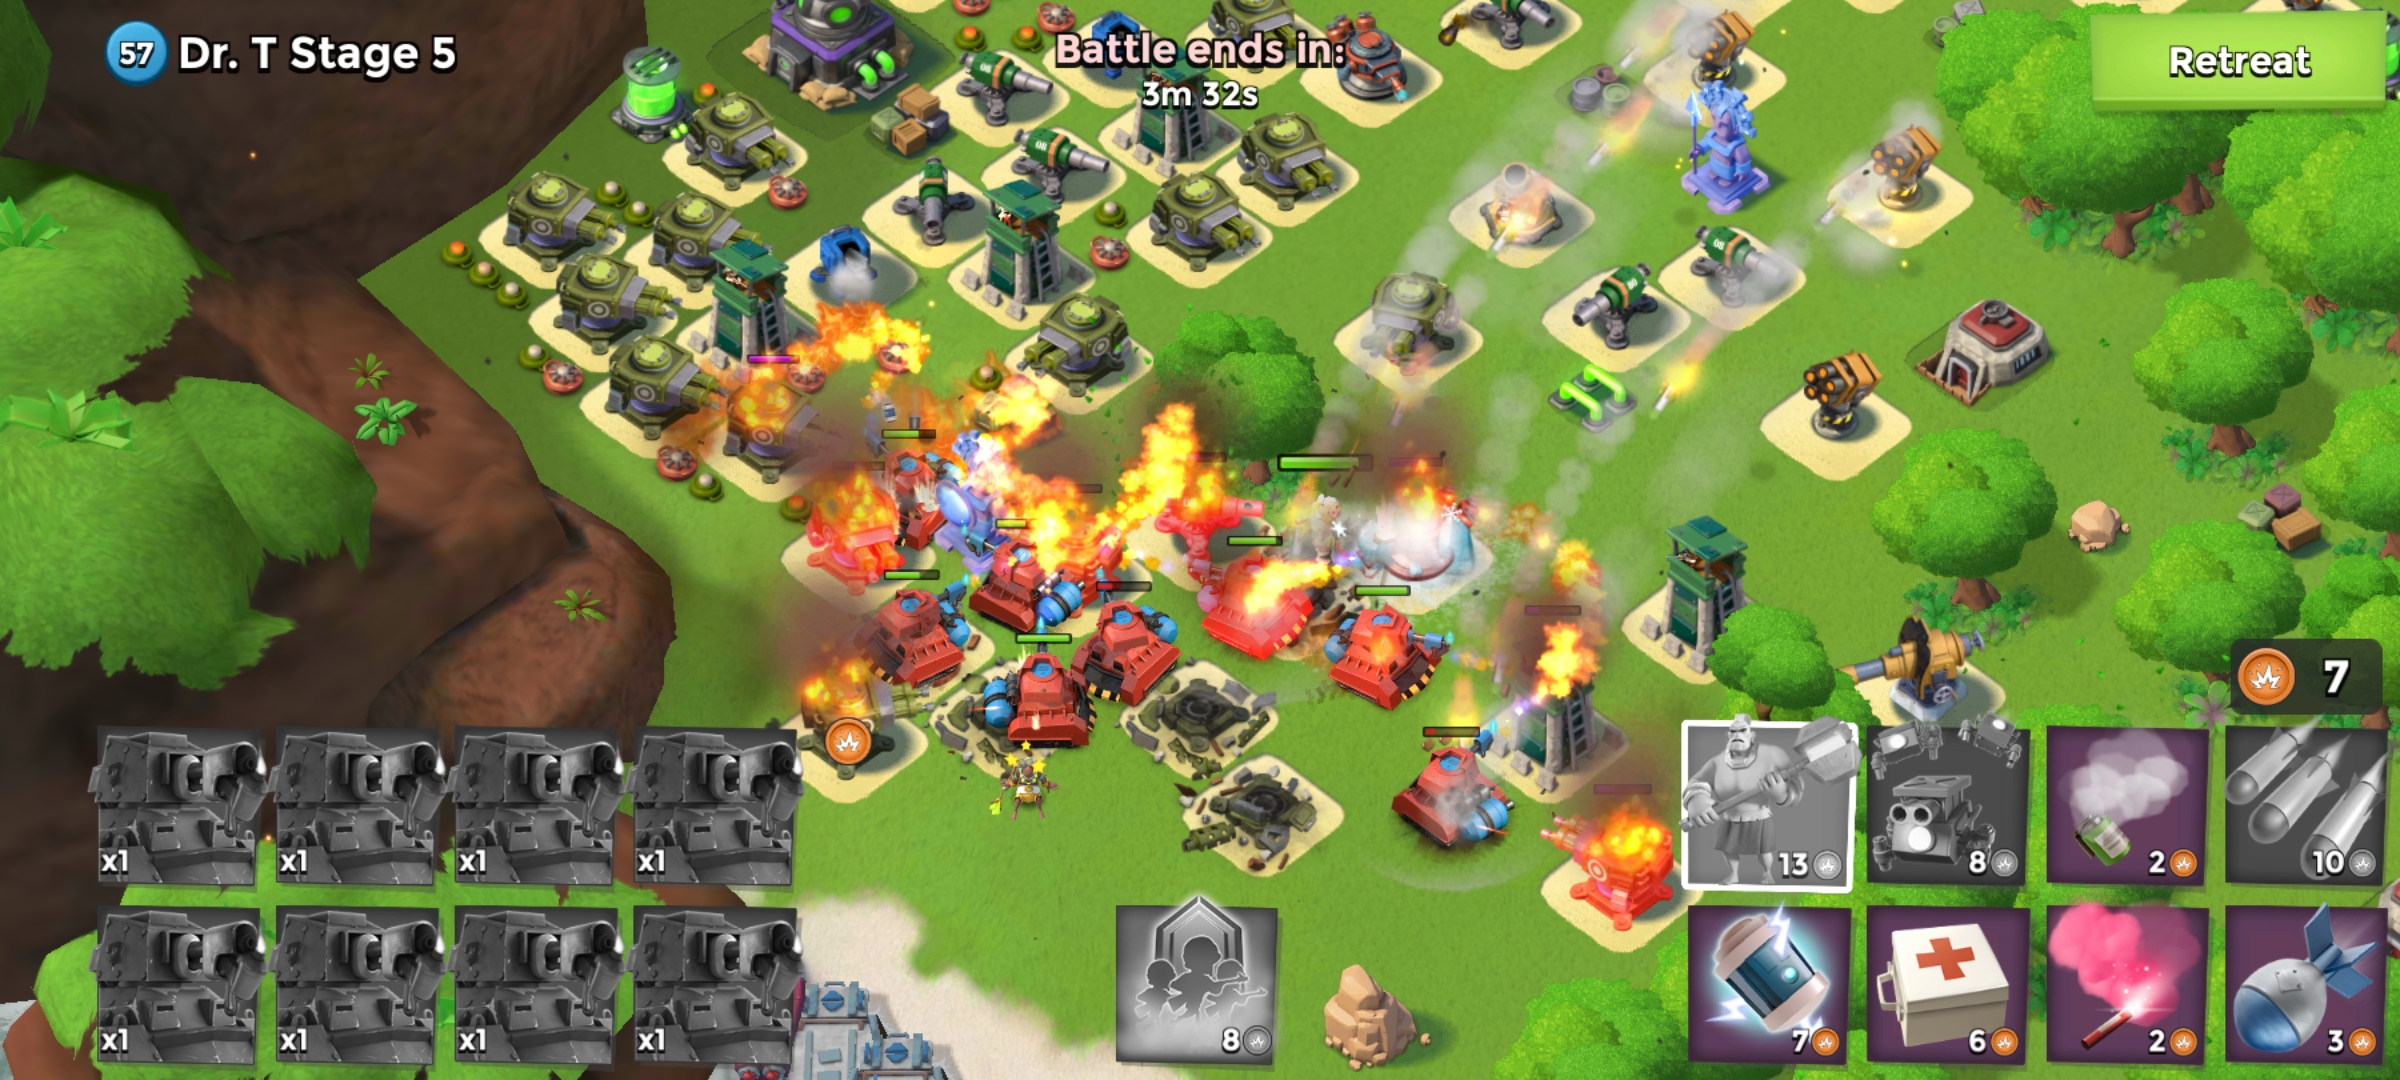 57 Dr. T Stage 5
Battle ends in:
3m 32s
Retreat
7
x1 x1 x1 x1
13 8 2 10
x1 x1 x1 x1
8
7 6 2 3